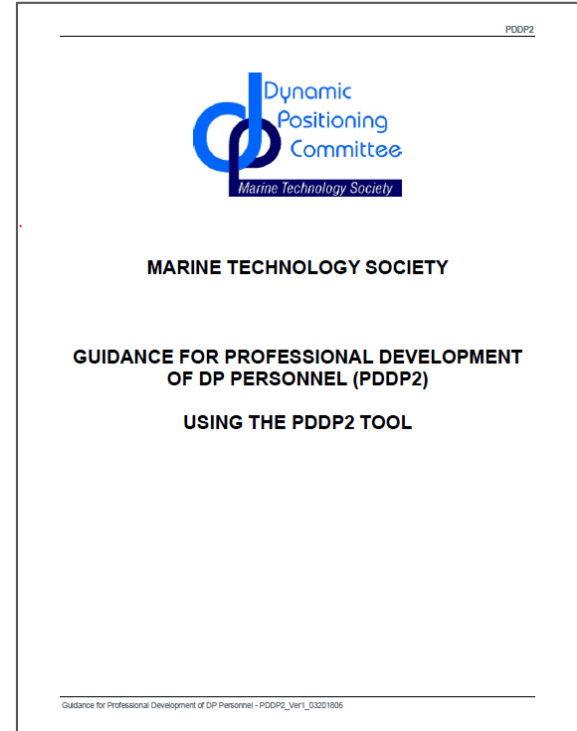 PDDP2
Dynamic
Positioning
Committee
Marine Technology Society
MARINE TECHNOLOGY SOCIETY
GUIDANCE FOR PROFESSIONAL DEVELOPMENT
OF DP PERSONNEL (PDDP2)
USING THE PDDP2 TOOL
Guidance for Professional Development of DP Personnel - PDDP2_Ver1_03201806